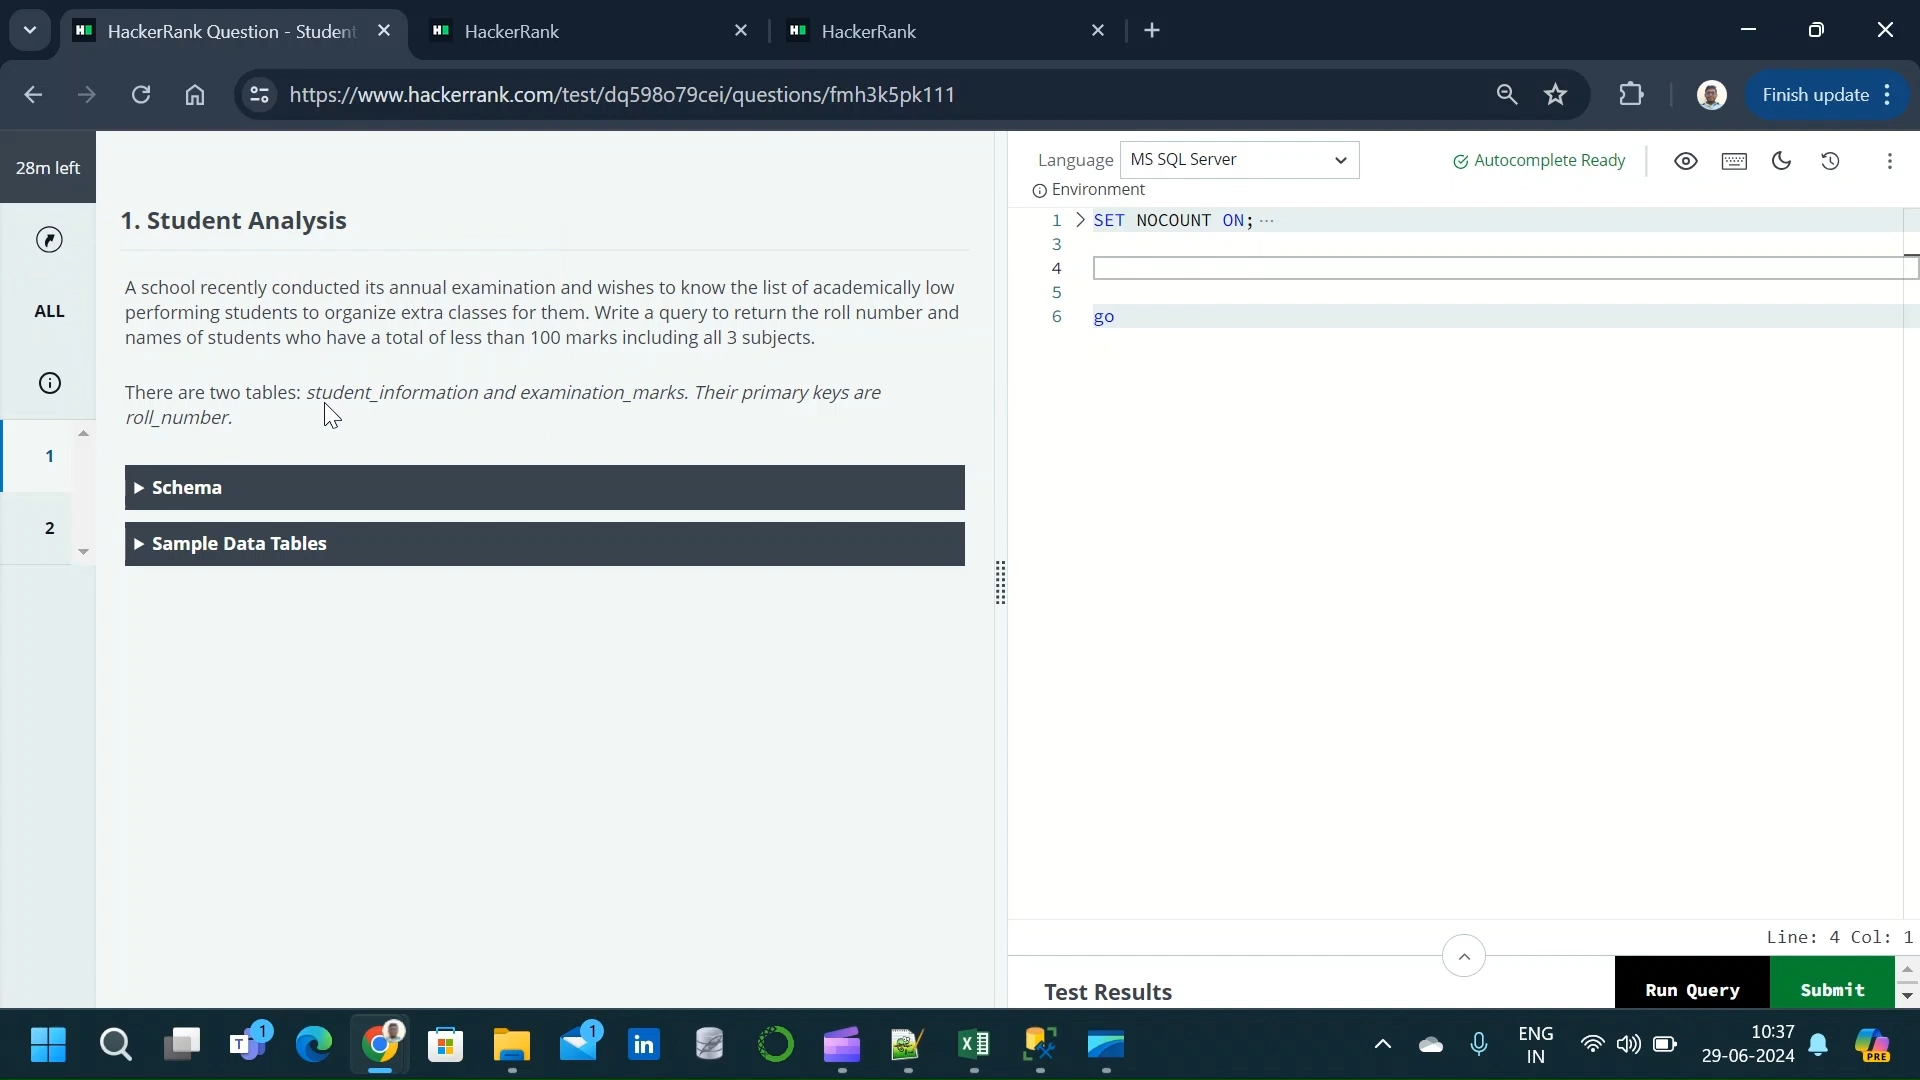 HackerRank Question - Student
HackerRank
HackerRank
https://www.hackerrank.com/test/dq598o79cei/questions/fmh3k5pk111
Finish update
28m left
ALL
1
2
1. Student Analysis
A school recently conducted its annual examination and wishes to know the list of academically low
performing students to organize extra classes for them. Write a query to return the roll number and
names of students who have a total of less than 100 marks including all 3 subjects.
There are two tables: student_information and examination_marks. Their primary keys are
roll_number.
Schema
Sample Data Tables
Language
MS SQL Server
Autocomplete Ready
Environment
1 SET NOCOUNT ON; ...
3
4
5
6 go
Line: 4 Col: 1
Test Results
Run Query
Submit
1
1
ENG
IN
10:37
29-06-2024
PRE